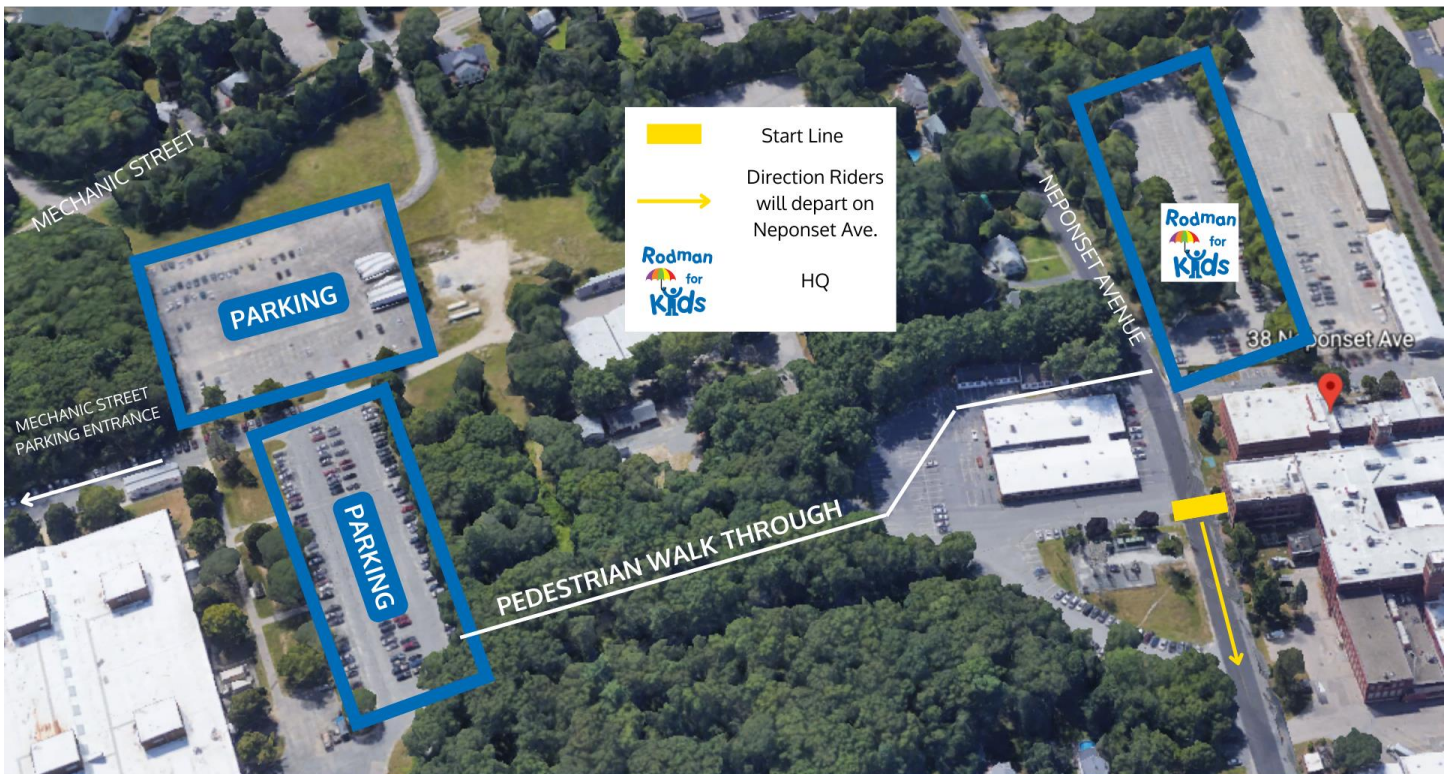 MECHANIC STREET
PARKING
MECHANIC STREET
PARKING ENTRANCE
PARKING
PEDESTRIAN WALK THROUGH
Start Line
Direction Riders
will depart on
Neponset Ave.
Rodman
for
Kids
HQ
NEPONSET AVENUE
Rodman
for
Kids
38 Neponset Ave